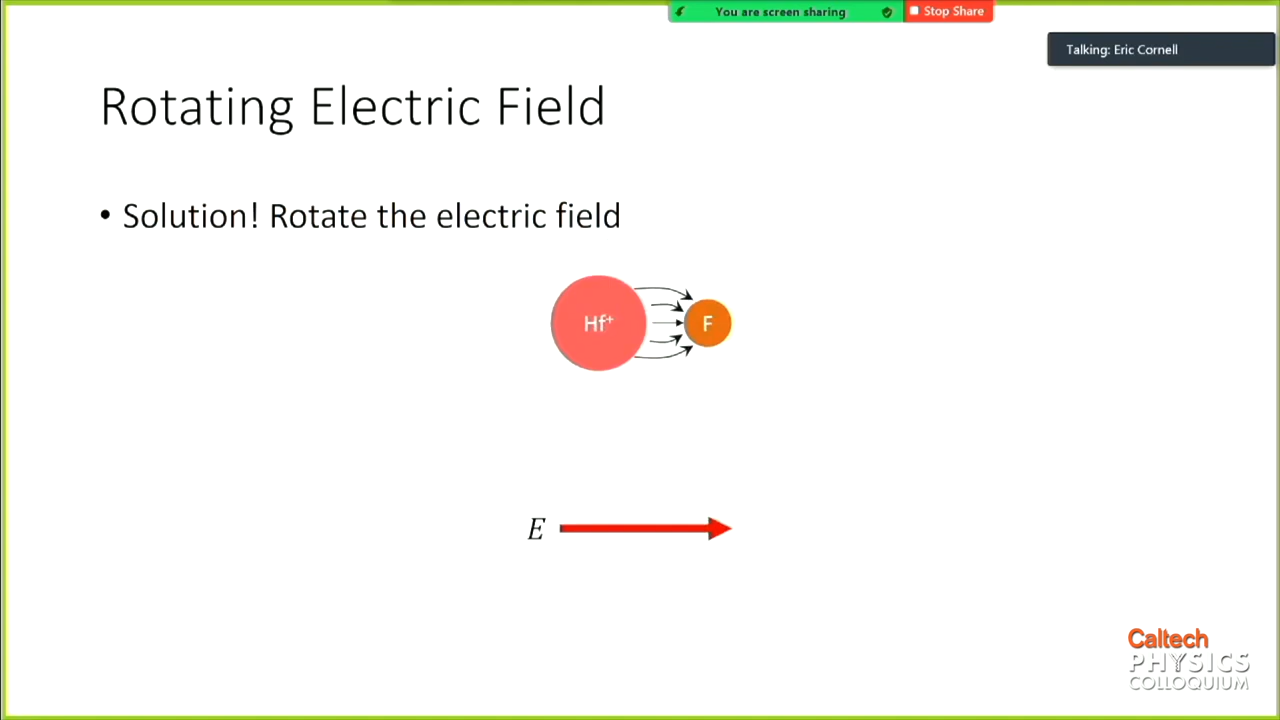 You are screen sharing
Stop Share
Talking: Eric Cornell
Rotating Electric Field
• Solution! Rotate the electric field
Hf⁺
F
E
Caltech
PHYSICS
COLLOQUIUM